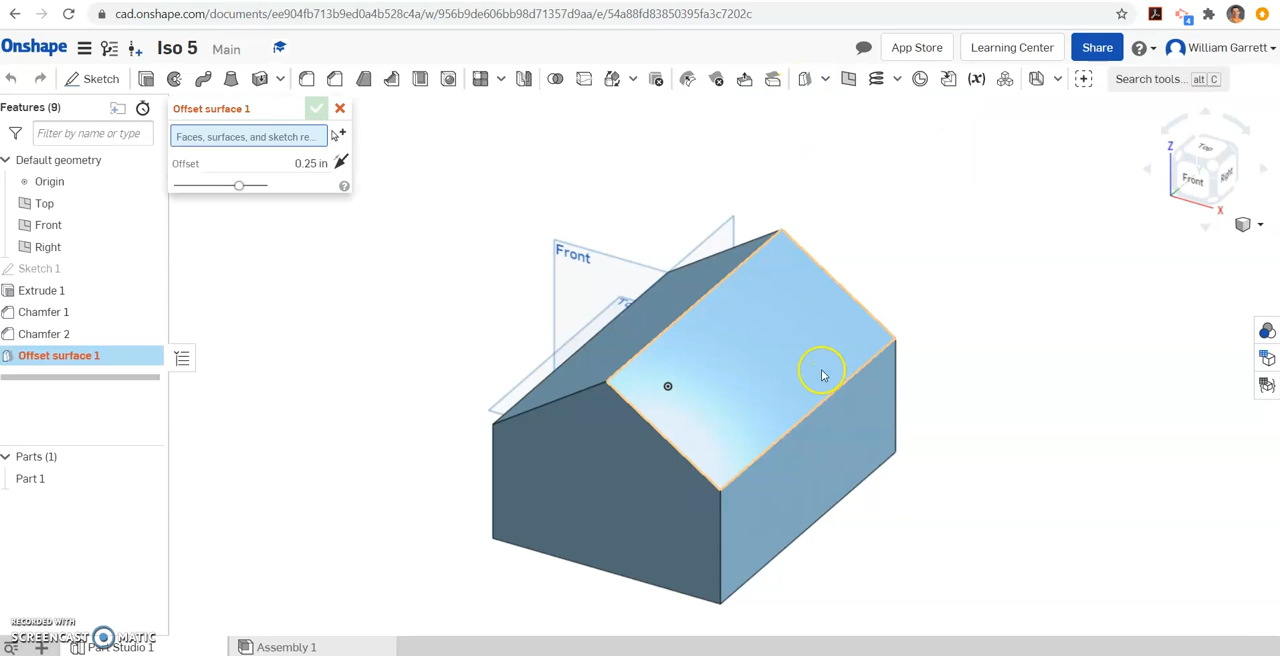 cad.onshape.com/documents/ee904fb713b9ed0a4b528c4a/w/956b9de606bb98d71357d9aa/e/54a88fd83850395fa3c7202c
4
Onshape
Iso 5
Main
App Store
Learning Center
Share
William Garrett
Sketch
Search tools...
alt
C
Features (9)
Filter by name or type
Default geometry
Origin
Top
Front
Right
Sketch 1
Extrude 1
Chamfer 1
Chamfer 2
Offset surface 1
Parts (1)
Part 1
Offset surface 1
Faces, surfaces, and sketch re...
Offset
0.25 in
Front
Z
Top
Front
Right
X
RECORDED WITH
SCREENCAST MATIC
Part Studio 1
Assembly 1